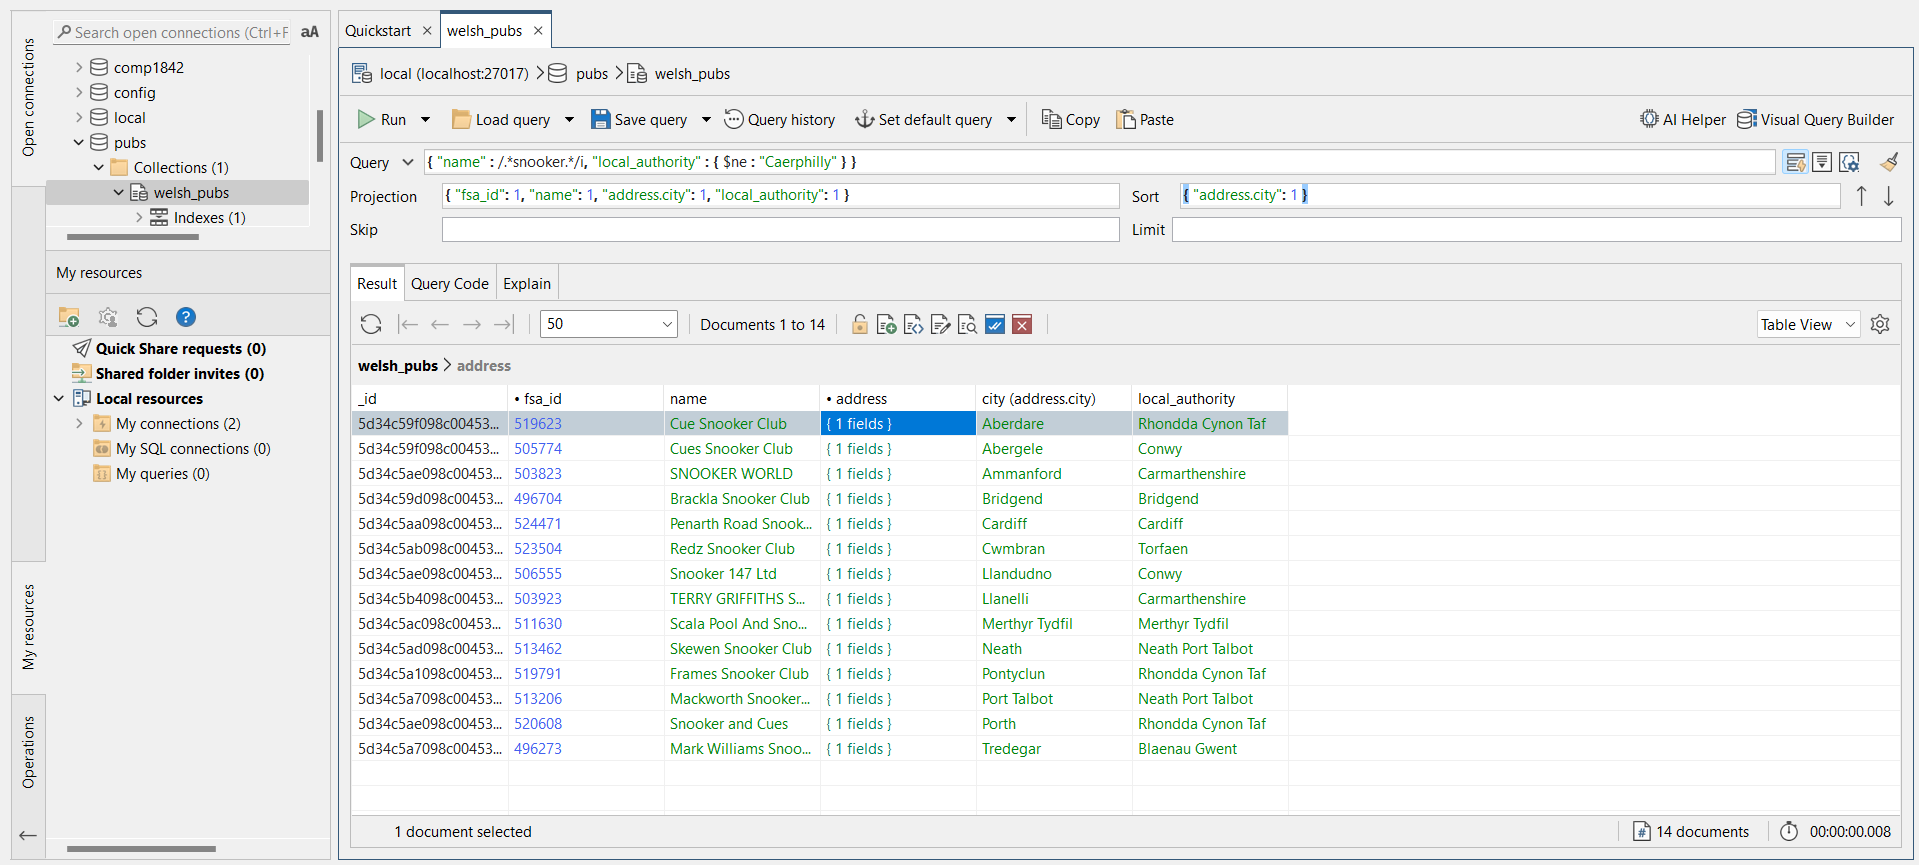 Open connections
Search open connections (Ctrl+F
aA
comp1842
config
local
pubs
Collections (1)
welsh_pubs
Indexes (1)
My resources
My resources
Quick Share requests (0)
Shared folder invites (0)
Local resources
My connections (2)
My SQL connections (0)
My queries (0)
Operations
Quickstart
welsh_pubs
local (localhost:27017) pubs welsh_pubs
Run Load query Save query Query history Set default query Copy Paste AI Helper Visual Query Builder
Query { "name" : /.*snooker.*/i, "local_authority" : { $ne : "Caerphilly" } }
Projection { "fsa_id": 1, "name": 1, "address.city": 1, "local_authority": 1 } Sort { "address.city": 1 }
Skip Limit
Result Query Code Explain
50 Documents 1 to 14 Table View
welsh_pubs address
_id fsa_id name address city (address.city) local_authority
5d34c59f098c00453... 519623 Cue Snooker Club { 1 fields } Aberdare Rhondda Cynon Taf
5d34c59f098c00453... 505774 Cues Snooker Club { 1 fields } Abergele Conwy
5d34c5ae098c00453... 503823 SNOOKER WORLD { 1 fields } Ammanford Carmarthenshire
5d34c59d098c00453... 496704 Brackla Snooker Club { 1 fields } Bridgend Bridgend
5d34c5aa098c00453... 524471 Penarth Road Snook... { 1 fields } Cardiff Cardiff
5d34c5ab098c00453... 523504 Redz Snooker Club { 1 fields } Cwmbran Torfaen
5d34c5ae098c00453... 506555 Snooker 147 Ltd { 1 fields } Llandudno Conwy
5d34c5b4098c00453... 503923 TERRY GRIFFITHS S... { 1 fields } Llanelli Carmarthenshire
5d34c5ac098c00453... 511630 Scala Pool And Sno... { 1 fields } Merthyr Tydfil Merthyr Tydfil
5d34c5ad098c00453... 513462 Skewen Snooker Club { 1 fields } Neath Neath Port Talbot
5d34c5a1098c00453... 519791 Frames Snooker Club { 1 fields } Pontyclun Rhondda Cynon Taf
5d34c5a7098c00453... 513206 Mackworth Snooker... { 1 fields } Port Talbot Neath Port Talbot
5d34c5ae098c00453... 520608 Snooker and Cues { 1 fields } Porth Rhondda Cynon Taf
5d34c5a7098c00453... 496273 Mark Williams Snoo... { 1 fields } Tredegar Blaenau Gwent
1 document selected 14 documents 00:00:00.008